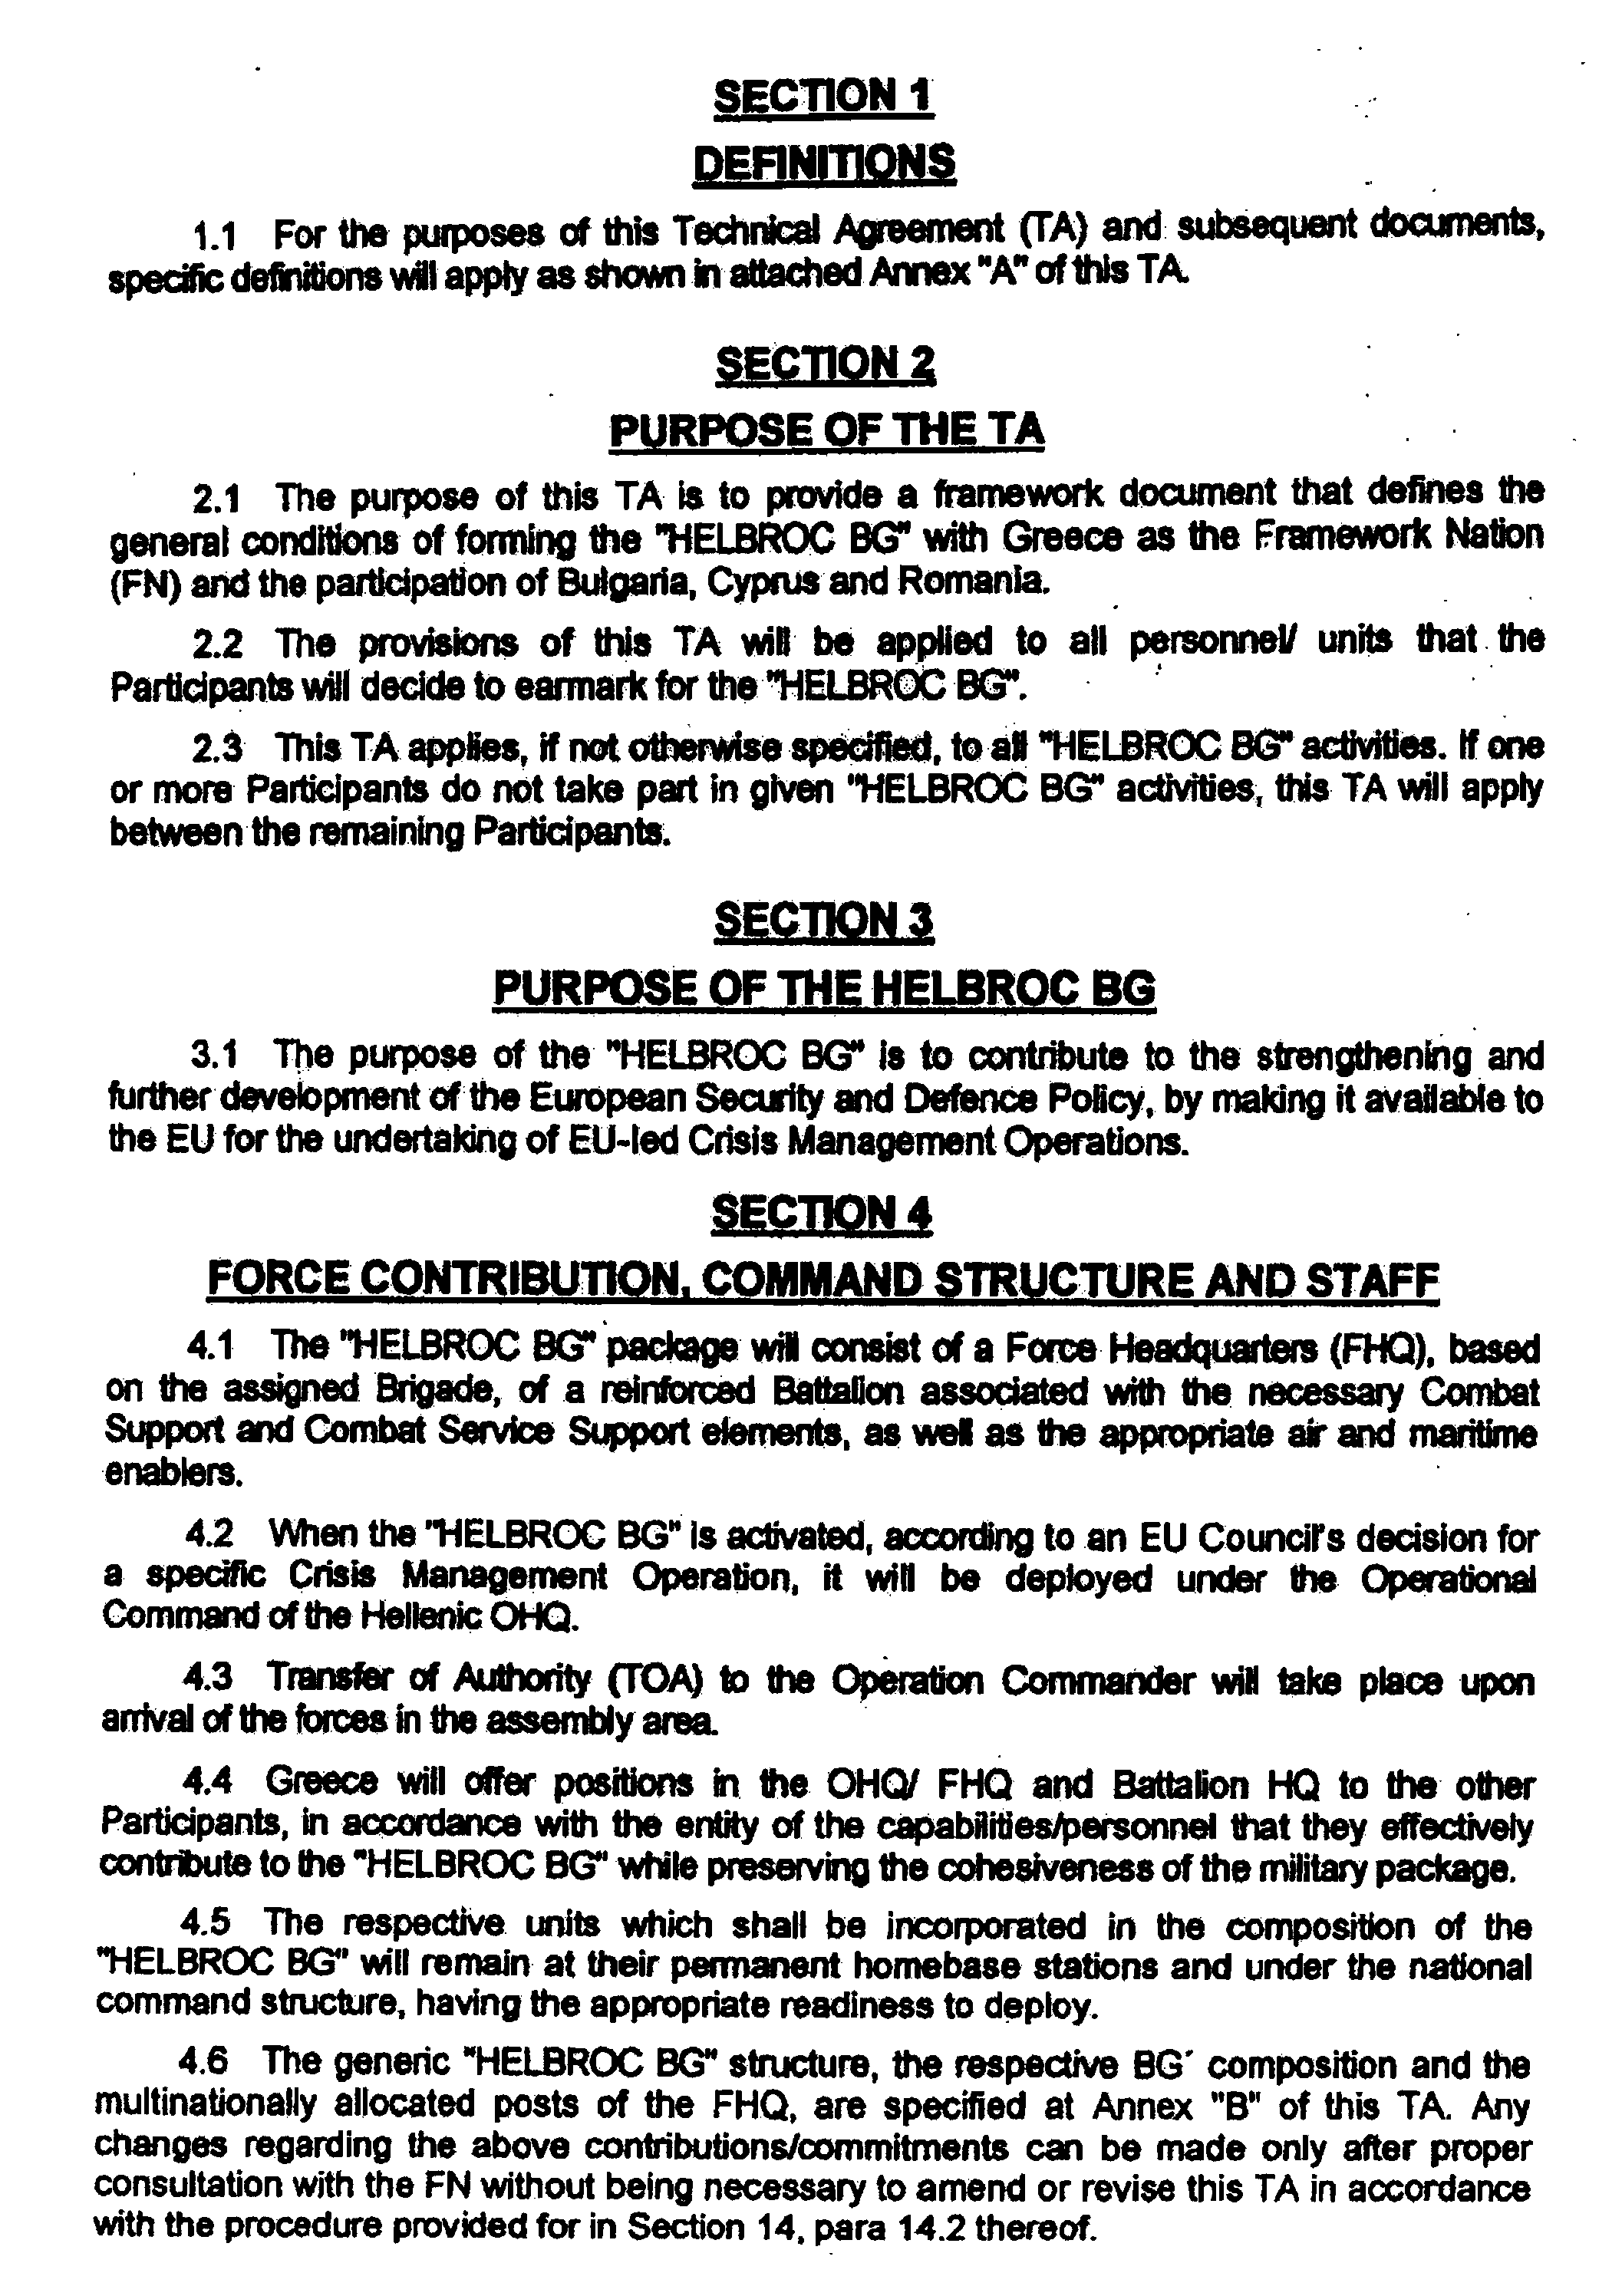 SECTION 1
DEFINITIONS
1.1 For the purposes of this Technical Agreement (TA) and subsequent documents,
specific definitions will apply as shown in attached Annex "A" of this TA.
SECTION 2
PURPOSE OF THE TA
2.1 The purpose of this TA is to provide a framework document that defines the
general conditions of forming the "HELBROC BG" with Greece as the Framework Nation
(FN) and the participation of Bulgaria, Cyprus and Romania.
2.2 The provisions of this TA will be applied to all personnel/ units that the
Participants will decide to earmark for the "HELBROC BG".
2.3 This TA applies, if not otherwise specified, to all "HELBROC BG" activities. If one
or more Participants do not take part in given "HELBROC BG" activities, this TA will apply
between the remaining Participants.
SECTION 3
PURPOSE OF THE HELBROC BG
3.1 The purpose of the "HELBROC BG" is to contribute to the strengthening and
further development of the European Security and Defence Policy, by making it available to
the EU for the undertaking of EU-led Crisis Management Operations.
SECTION 4
FORCE CONTRIBUTION, COMMAND STRUCTURE AND STAFF
4.1 The "HELBROC BG" package will consist of a Force Headquarters (FHQ), based
on the assigned Brigade, of a reinforced Battalion associated with the necessary Combat
Support and Combat Service Support elements, as well as the appropriate air and maritime
enablers.
4.2 When the "HELBROC BG" is activated, according to an EU Council's decision for
a specific Crisis Management Operation, it will be deployed under the Operational
Command of the Hellenic OHQ.
4.3 Transfer of Authority (TOA) to the Operation Commander will take place upon
arrival of the forces in the assembly area.
4.4 Greece will offer positions in the OHQ/ FHQ and Battalion HQ to the other
Participants, in accordance with the entity of the capabilities/personnel that they effectively
contribute to the "HELBROC BG" while preserving the cohesiveness of the military package.
4.5 The respective units which shall be incorporated in the composition of the
"HELBROC BG" will remain at their permanent homebase stations and under the national
command structure, having the appropriate readiness to deploy.
4.6 The generic "HELBROC BG" structure, the respective BG' composition and the
multinationally allocated posts of the FHQ, are specified at Annex "B" of this TA. Any
changes regarding the above contributions/commitments can be made only after proper
consultation with the FN without being necessary to amend or revise this TA in accordance
with the procedure provided for in Section 14, para 14.2 thereof.